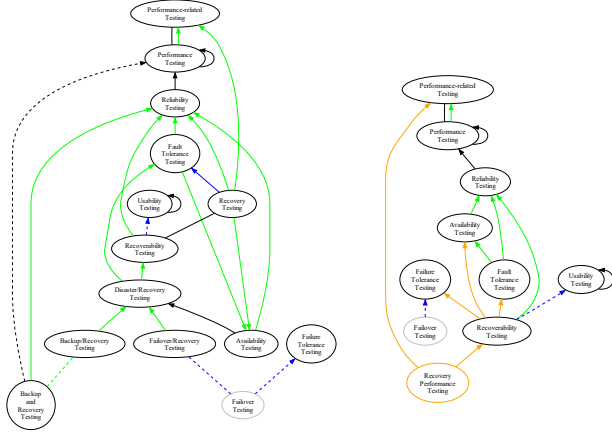 Performance-related
Testing
Performance
Testing
Reliability
Testing
Fault
Tolerance
Testing
Usability
Testing
Recovery
Testing
Recoverability
Testing
Disaster/Recovery
Testing
Backup/Recovery
Testing
Failover/Recovery
Testing
Availability
Testing
Failure
Tolerance
Testing
Backup
and
Recovery
Testing
Failover
Testing
Performance-related
Testing
Performance
Testing
Reliability
Testing
Availability
Testing
Failure
Tolerance
Testing
Fault
Tolerance
Testing
Usability
Testing
Failover
Testing
Recoverability
Testing
Recovery
Performance
Testing